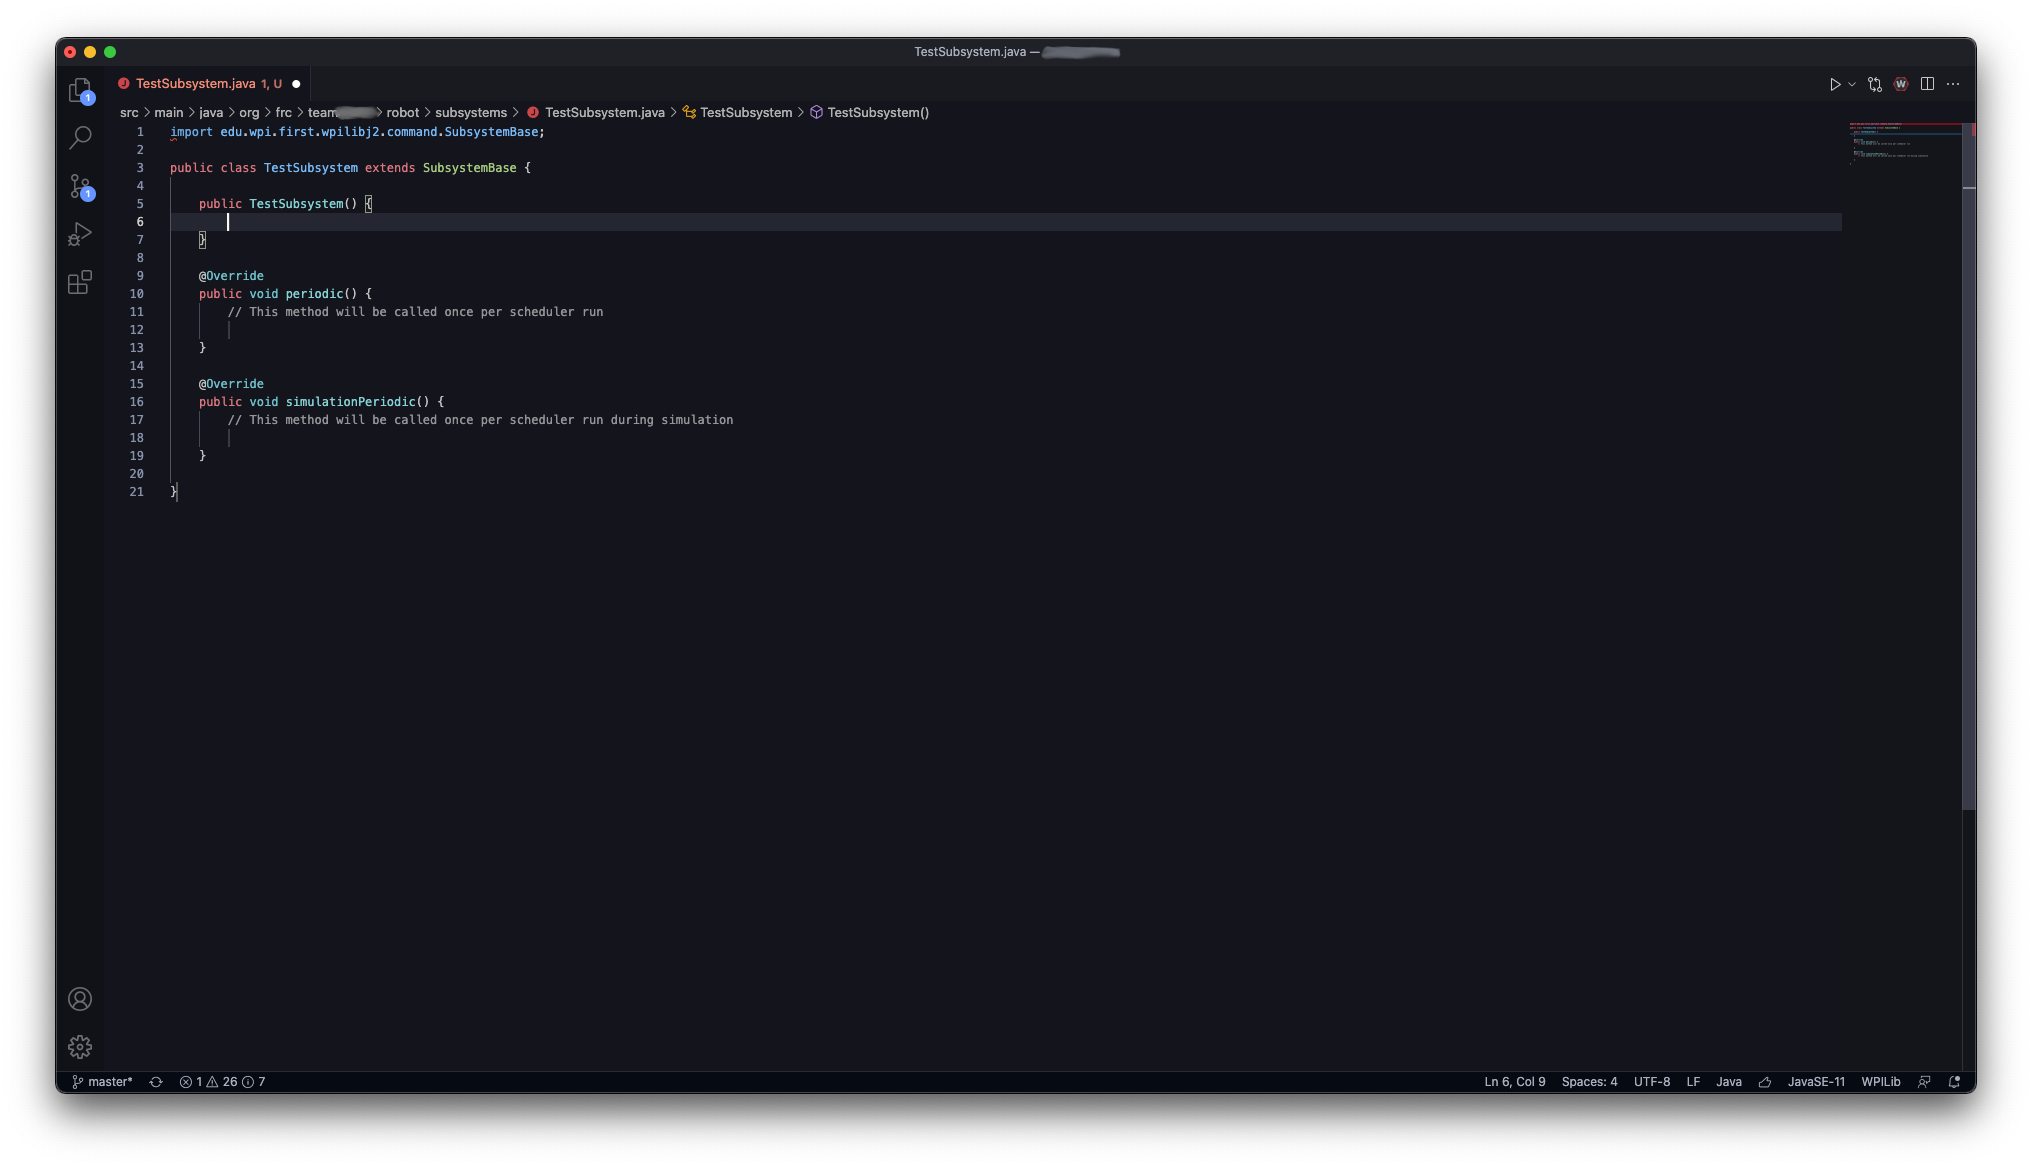 TestSubsystem.java —
TestSubsystem.java 1, U
src > main > java > org > frc > team > robot > subsystems > TestSubsystem.java > TestSubsystem > TestSubsystem()
1 import edu.wpi.first.wpilibj2.command.SubsystemBase;
2
3 public class TestSubsystem extends SubsystemBase {
4
5 public TestSubsystem() {
6
7 }
8
9 @Override
10 public void periodic() {
11 // This method will be called once per scheduler run
12
13 }
14
15 @Override
16 public void simulationPeriodic() {
17 // This method will be called once per scheduler run during simulation
18
19 }
20
21 }
1
1
W
master* 1 26 7 Ln 6, Col 9 Spaces: 4 UTF-8 LF Java JavaSE-11 WPILib